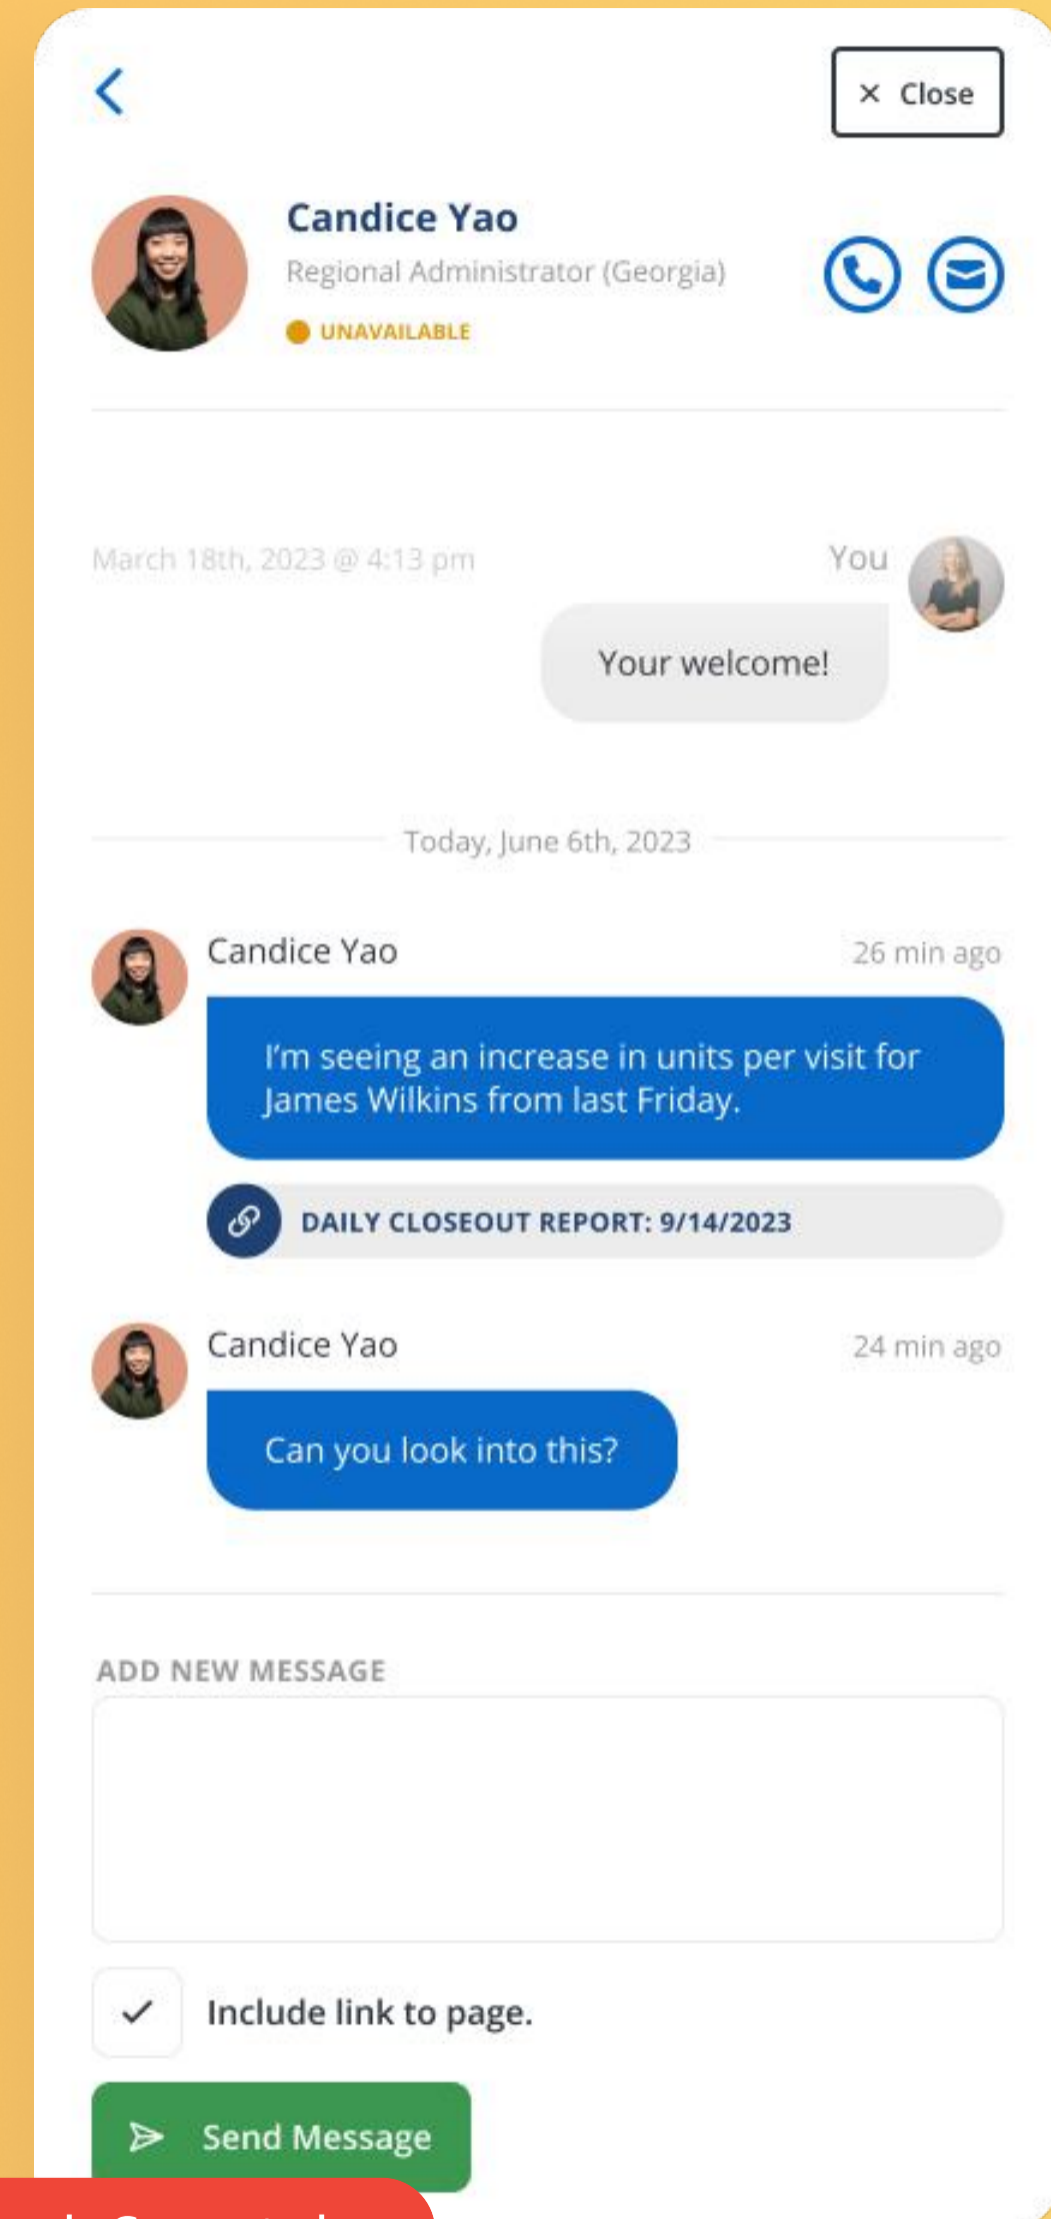 × Close
Candice Yao
Regional Administrator (Georgia)
UNAVAILABLE
March 18th, 2023 @ 4:13 pm
You
Your welcome!
Today, June 6th, 2023
Candice Yao
26 min ago
I'm seeing an increase in units per visit for
James Wilkins from last Friday.
DAILY CLOSEOUT REPORT: 9/14/2023
Candice Yao
24 min ago
Can you look into this?
ADD NEW MESSAGE
Include link to page.
Send Message